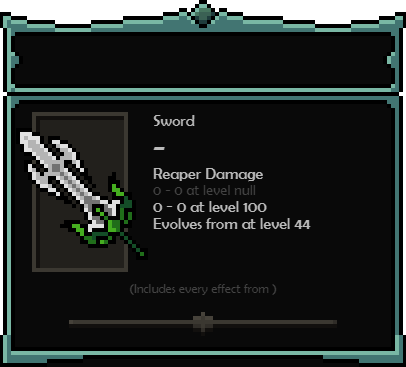 Sword
–
Reaper Damage
0 - 0 at level null
0 - 0 at level 100
Evolves from at level 44
(Includes every effect from )